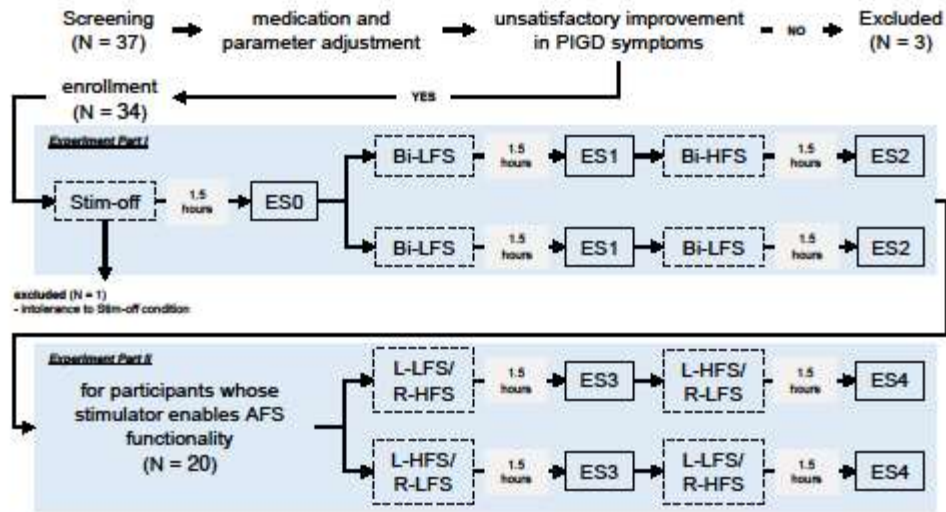 Screening
(N = 37)
medication and
parameter adjustment
unsatisfactory improvement
in PIGD symptoms
NO
Excluded
(N = 3)
YES
enrollment
(N = 34)
Experiment Part I
Stim-off
1.5
hours
ES0
Bi-LFS
1.5
hours
ES1
Bi-HFS
1.5
hours
ES2
Bi-LFS
1.5
hours
ES1
Bi-LFS
1.5
hours
ES2
excluded (N = 1)
- intolerance to Stim-off condition
Experiment Part II
for participants whose
stimulator enables AFS
functionality
(N = 20)
L-LFS/
R-HFS
1.5
hours
ES3
L-HFS/
R-LFS
1.5
hours
ES4
L-HFS/
R-LFS
1.5
hours
ES3
L-LFS/
R-HFS
1.5
hours
ES4